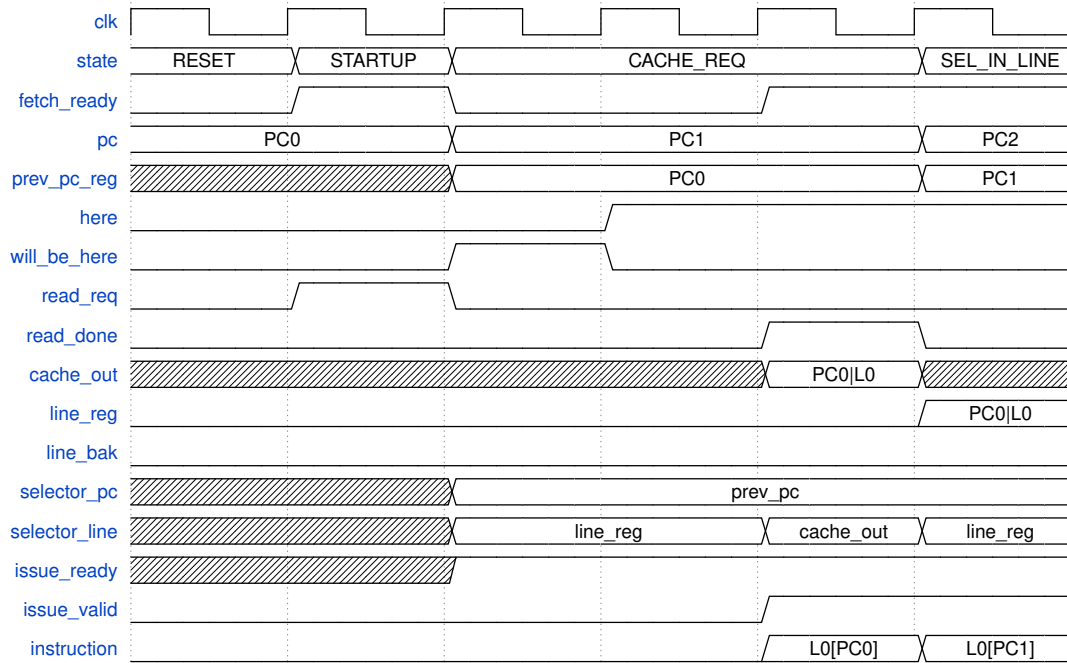 clk
state RESET STARTUP CACHE_REQ SEL_IN_LINE
fetch_ready
pc PC0 PC1 PC2
prev_pc_reg PC0 PC1
here
will_be_here
read_req
read_done
cache_out PC0|L0
line_reg PC0|L0
line_bak
selector_pc prev_pc
selector_line line_reg cache_out line_reg
issue_ready
issue_valid
instruction L0[PC0] L0[PC1]